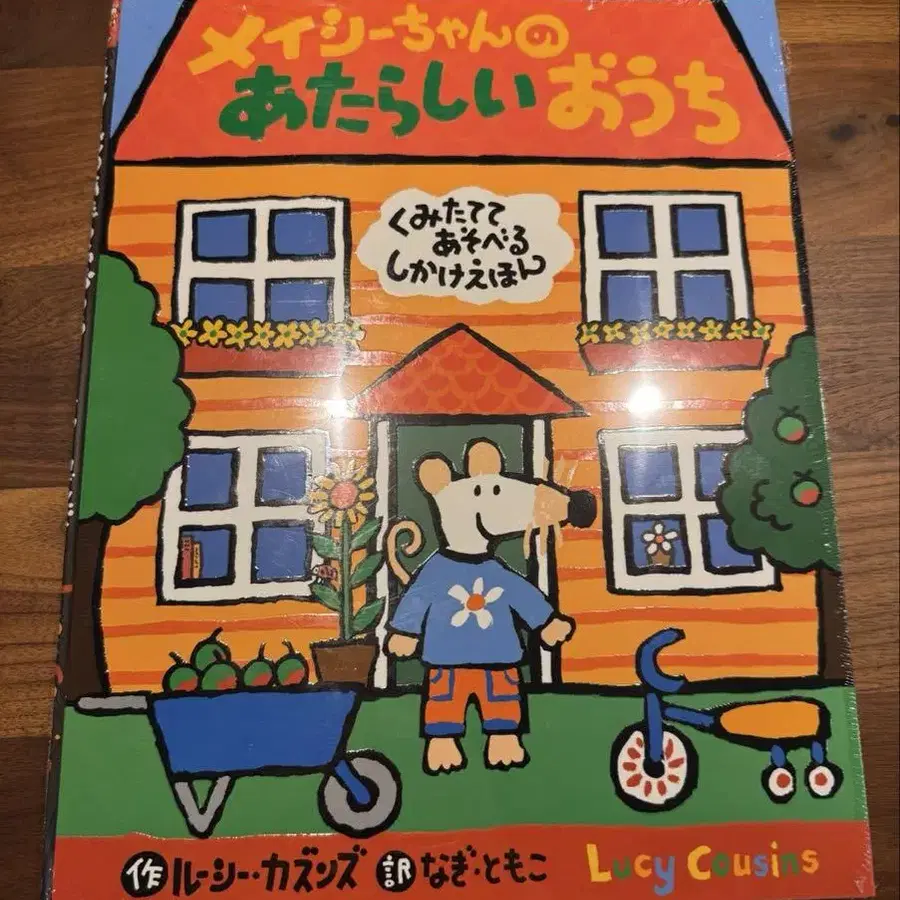 メイシーちゃんの
あたらしいおうち
くみたてて
あそべる
しかけえほん
作 ルーシー・カズンズ 訳 なぎ・ともこ Lucy Cousins